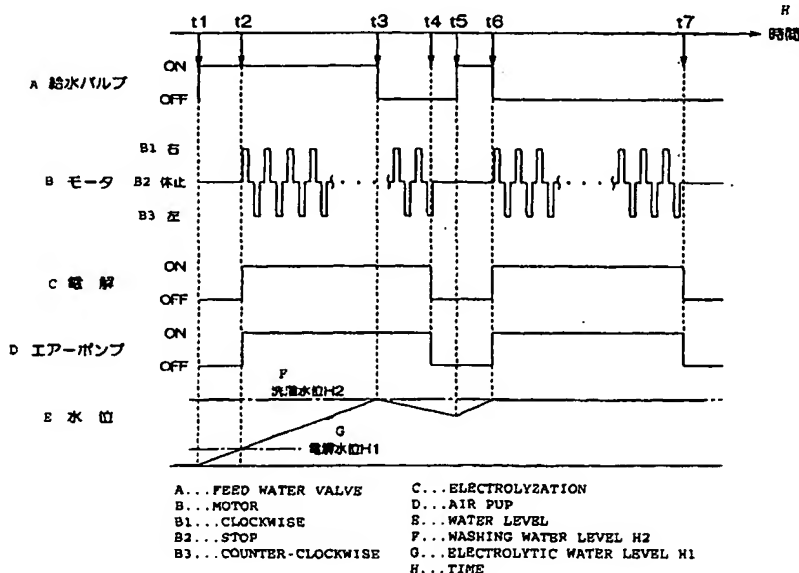 H
t1 t2 t3 t4 t5 t6 t7
時間
A 給水バルブ
ON
OFF
B モータ
B1 右
B2 休止
B3 左
C 電解
ON
OFF
D エアーポンプ
ON
OFF
F
洗濯水位H2
E 水位
G
電解水位H1
A...FEED WATER VALVE
B...MOTOR
B1...CLOCKWISE
B2...STOP
B3...COUNTER-CLOCKWISE
C...ELECTROLYZATION
D...AIR PUP
E...WATER LEVEL
F...WASHING WATER LEVEL H2
G...ELECTROLYTIC WATER LEVEL H1
H...TIME